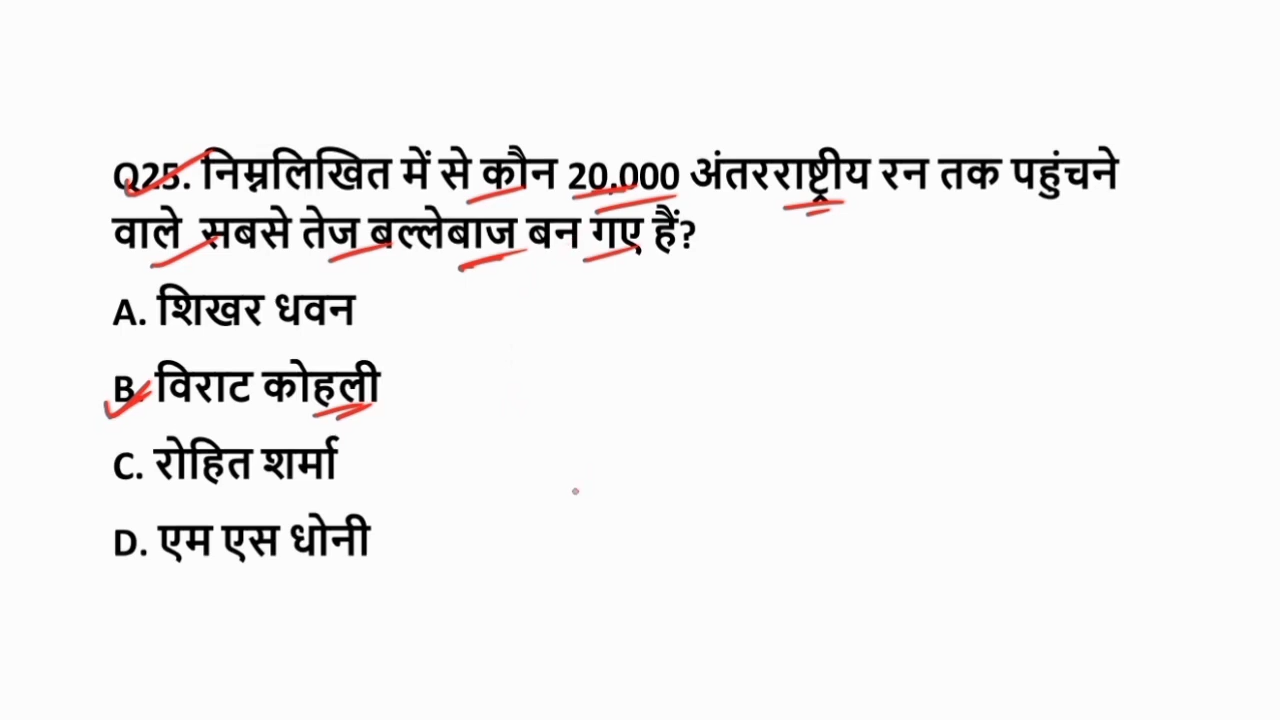 Q25. निम्नलिखित में से कौन 20,000 अंतरराष्ट्रीय रन तक पहुंचने
वाले सबसे तेज बल्लेबाज बन गए हैं?
A. शिखर धवन
B. विराट कोहली
C. रोहित शर्मा
D. एम एस धोनी